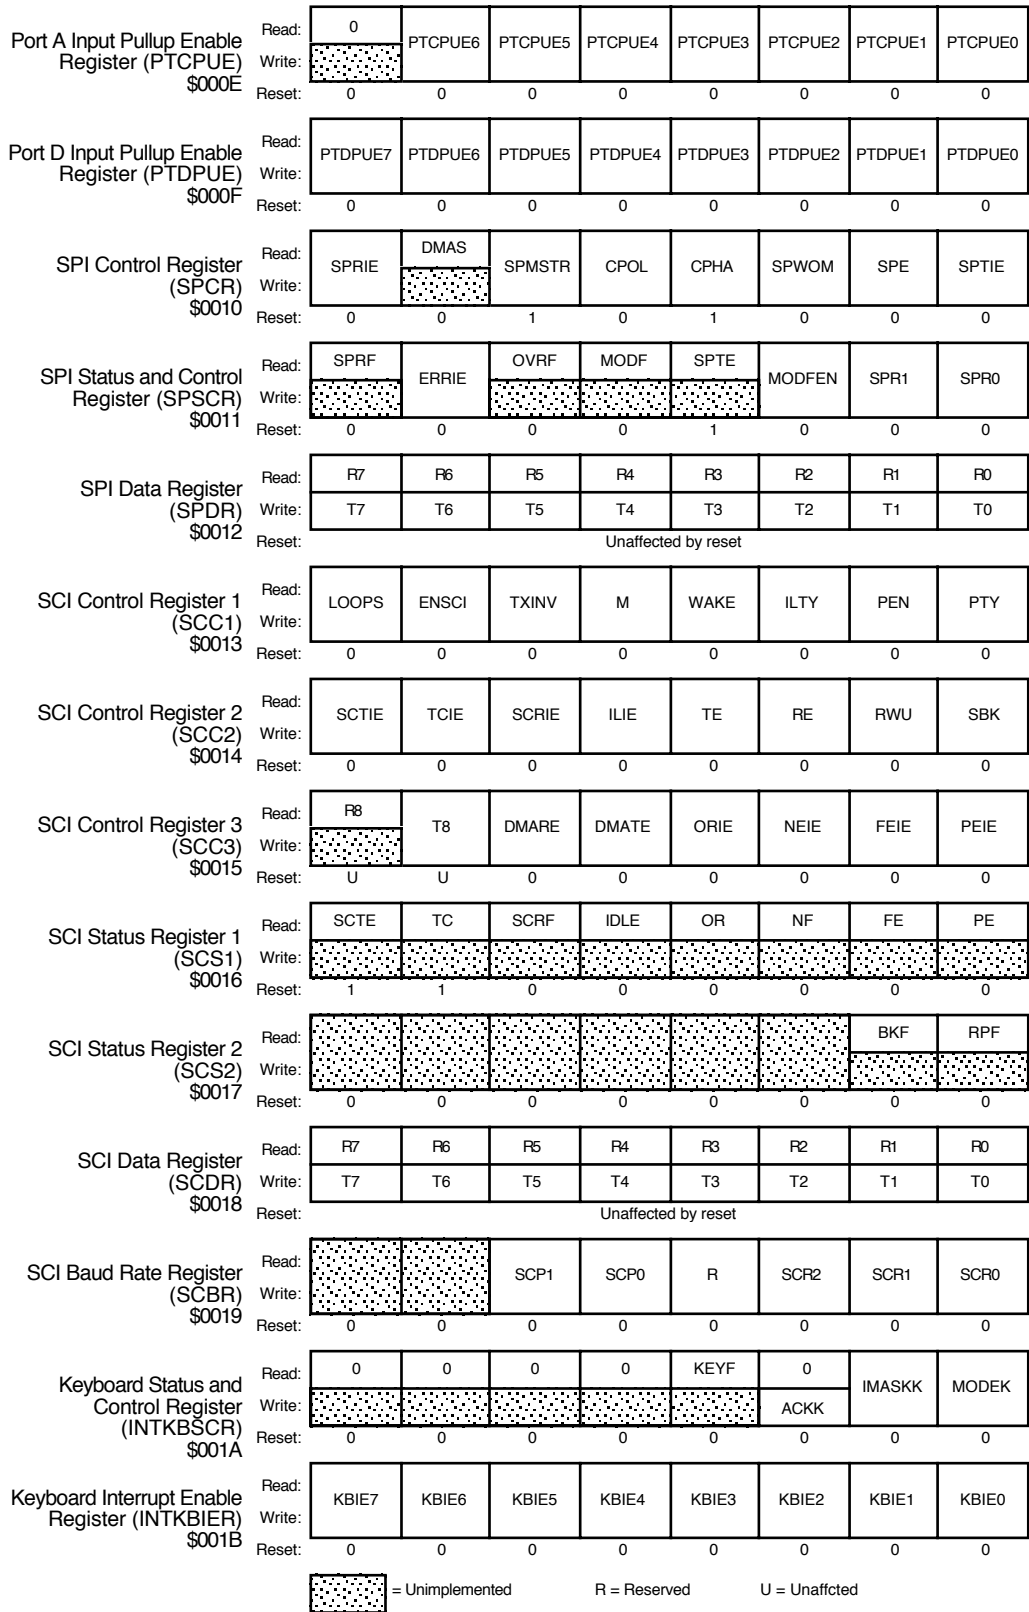 Port A Input Pullup Enable
Register (PTCPUE)
$000E
Read: 0 PTCPUE6 PTCPUE5 PTCPUE4 PTCPUE3 PTCPUE2 PTCPUE1 PTCPUE0
Write:
Reset: 0 0 0 0 0 0 0 0
Port D Input Pullup Enable
Register (PTDPUE)
$000F
Read: PTDPUE7 PTDPUE6 PTDPUE5 PTDPUE4 PTDPUE3 PTDPUE2 PTDPUE1 PTDPUE0
Write:
Reset: 0 0 0 0 0 0 0 0
SPI Control Register
(SPCR)
$0010
Read: SPRIE DMAS SPMSTR CPOL CPHA SPWOM SPE SPTIE
Write:
Reset: 0 0 1 0 1 0 0 0
SPI Status and Control
Register (SPSCR)
$0011
Read: SPRF ERRIE OVRF MODF SPTE MODFEN SPR1 SPR0
Write:
Reset: 0 0 0 0 1 0 0 0
SPI Data Register
(SPDR)
$0012
Read: R7 R6 R5 R4 R3 R2 R1 R0
Write: T7 T6 T5 T4 T3 T2 T1 T0
Reset: Unaffected by reset
SCI Control Register 1
(SCC1)
$0013
Read: LOOPS ENSCI TXINV M WAKE ILTY PEN PTY
Write:
Reset: 0 0 0 0 0 0 0 0
SCI Control Register 2
(SCC2)
$0014
Read: SCTIE TCIE SCRIE ILIE TE RE RWU SBK
Write:
Reset: 0 0 0 0 0 0 0 0
SCI Control Register 3
(SCC3)
$0015
Read: R8 T8 DMARE DMATE ORIE NEIE FEIE PEIE
Write:
Reset: U U 0 0 0 0 0 0
SCI Status Register 1
(SCS1)
$0016
Read: SCTE TC SCRF IDLE OR NF FE PE
Write:
Reset: 1 1 0 0 0 0 0 0
SCI Status Register 2
(SCS2)
$0017
Read: BKF RPF
Write:
Reset: 0 0 0 0 0 0 0 0
SCI Data Register
(SCDR)
$0018
Read: R7 R6 R5 R4 R3 R2 R1 R0
Write: T7 T6 T5 T4 T3 T2 T1 T0
Reset: Unaffected by reset
SCI Baud Rate Register
(SCBR)
$0019
Read: SCP1 SCP0 R SCR2 SCR1 SCR0
Write:
Reset: 0 0 0 0 0 0 0 0
Keyboard Status and
Control Register
(INTKBSCR)
$001A
Read: 0 0 0 0 KEYF 0 IMASKK MODEK
Write: ACKK
Reset: 0 0 0 0 0 0 0 0
Keyboard Interrupt Enable
Register (INTKBIER)
$001B
Read: KBIE7 KBIE6 KBIE5 KBIE4 KBIE3 KBIE2 KBIE1 KBIE0
Write:
Reset: 0 0 0 0 0 0 0 0
= Unimplemented R = Reserved U = Unaffcted